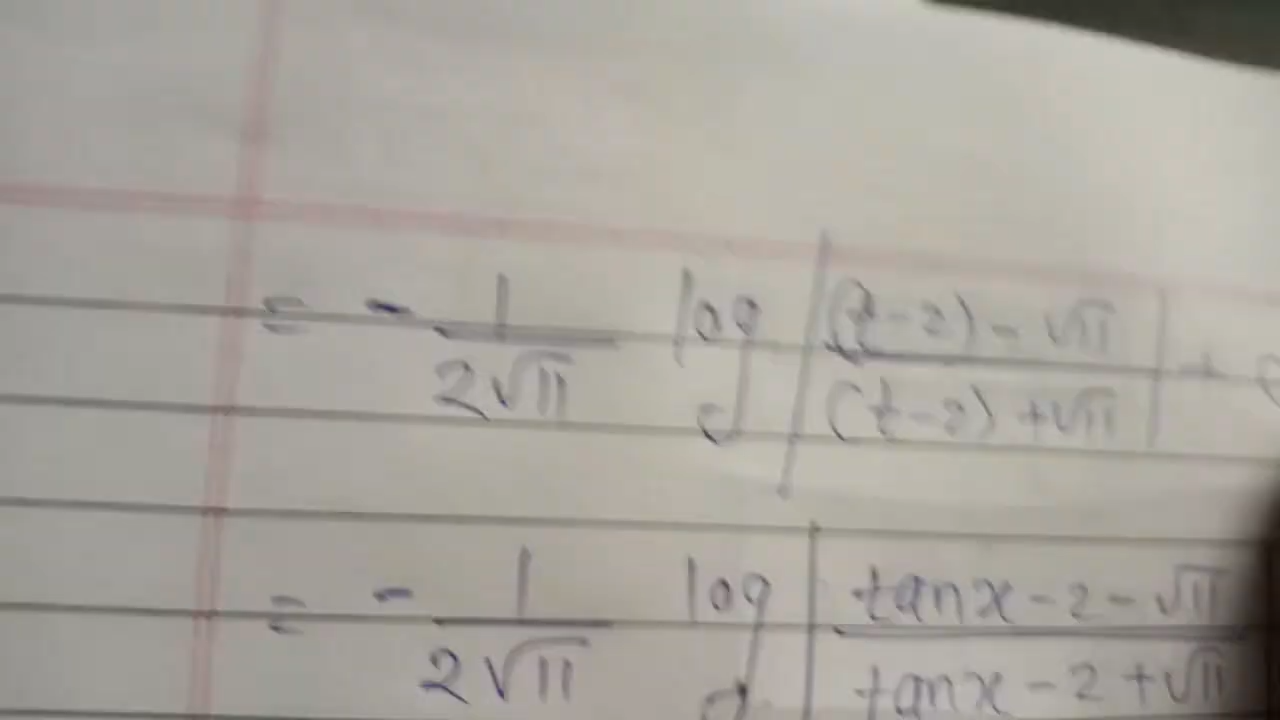 = - 1/(2√11) log |((t-2) - √11)/((t-2) + √11)| +
= - 1/(2√11) log |(tanx - 2 - √11)/(tanx - 2 + √11)